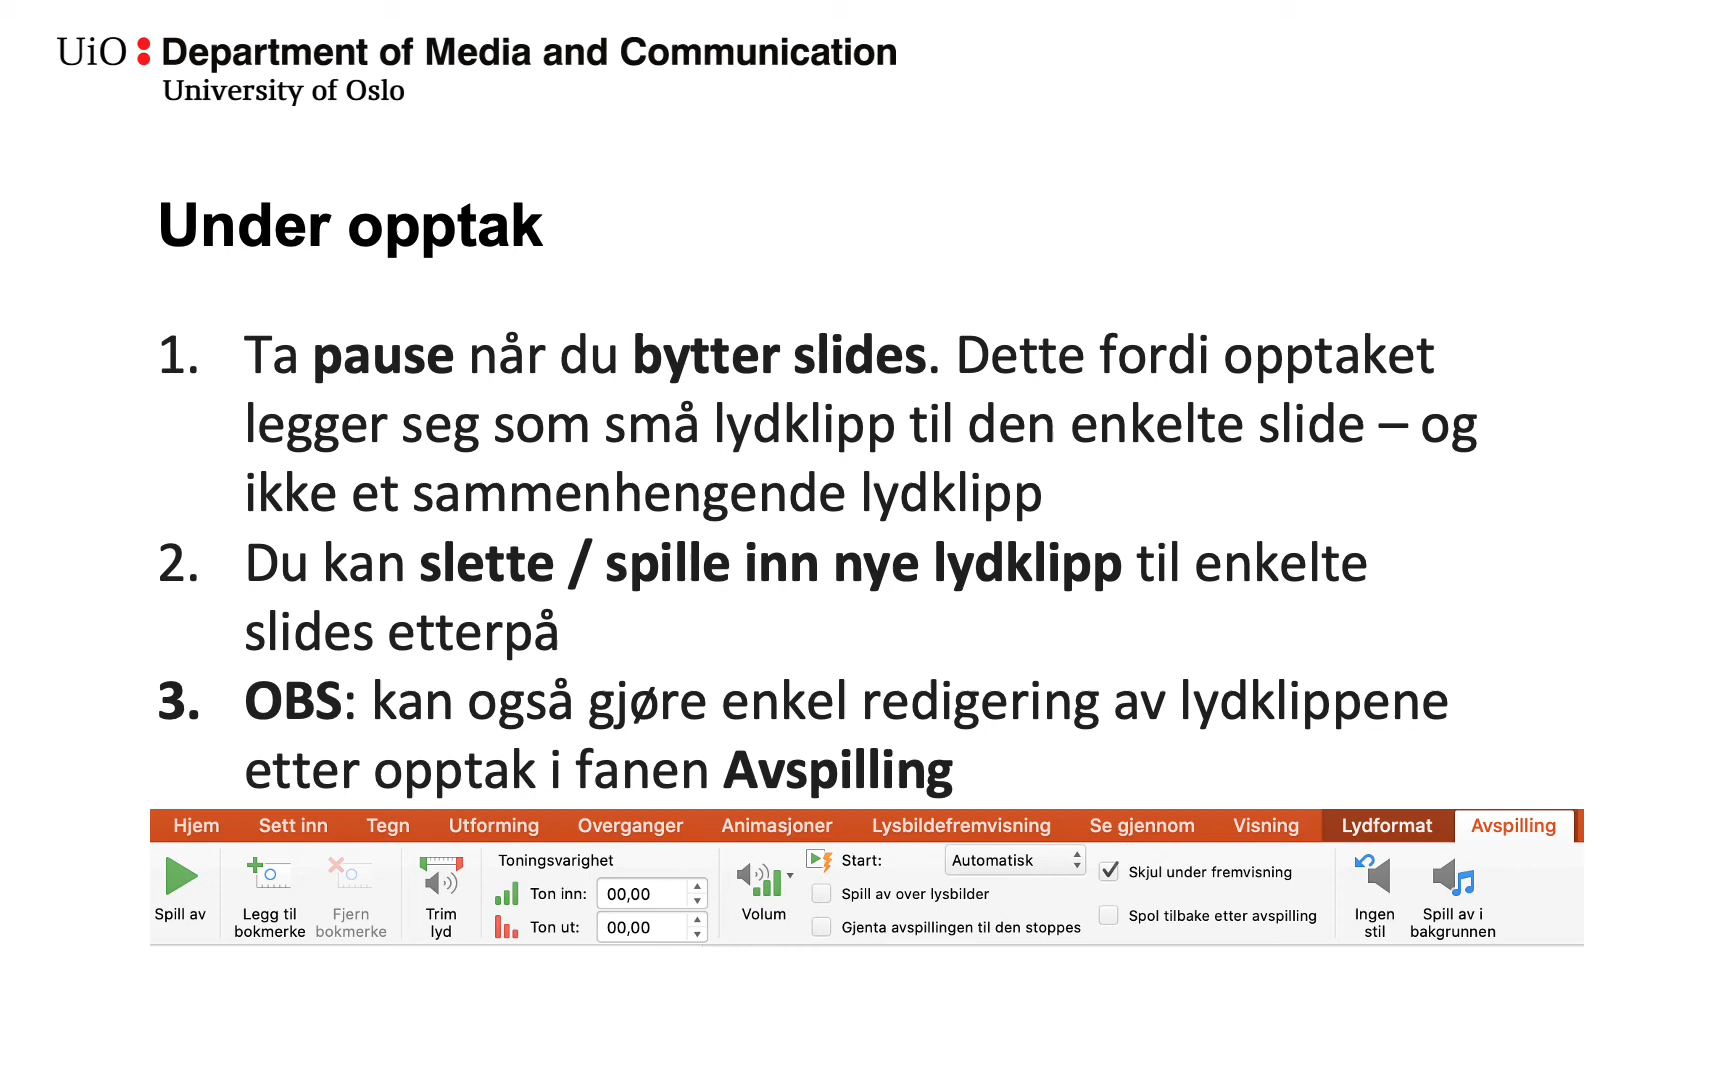 UiO Department of Media and Communication
University of Oslo
Under opptak
1. Ta pause når du bytter slides. Dette fordi opptaket
legger seg som små lydklipp til den enkelte slide – og
ikke et sammenhengende lydklipp
2. Du kan slette / spille inn nye lydklipp til enkelte
slides etterpå
3. OBS: kan også gjøre enkel redigering av lydklippene
etter opptak i fanen Avspilling
Hjem Sett inn Tegn Utforming Overganger Animasjoner Lysbildefremvisning Se gjennom Visning Lydformat Avspilling
Spill av
Legg til
bokmerke
Fjern
bokmerke
Trim
lyd
Toningsvarighet
Ton inn: 00,00
Ton ut: 00,00
Volum
Start: Automatisk
Spill av over lysbilder
Gjenta avspillingen til den stoppes
Skjul under fremvisning
Spol tilbake etter avspilling
Ingen
stil
Spill av i
bakgrunnen